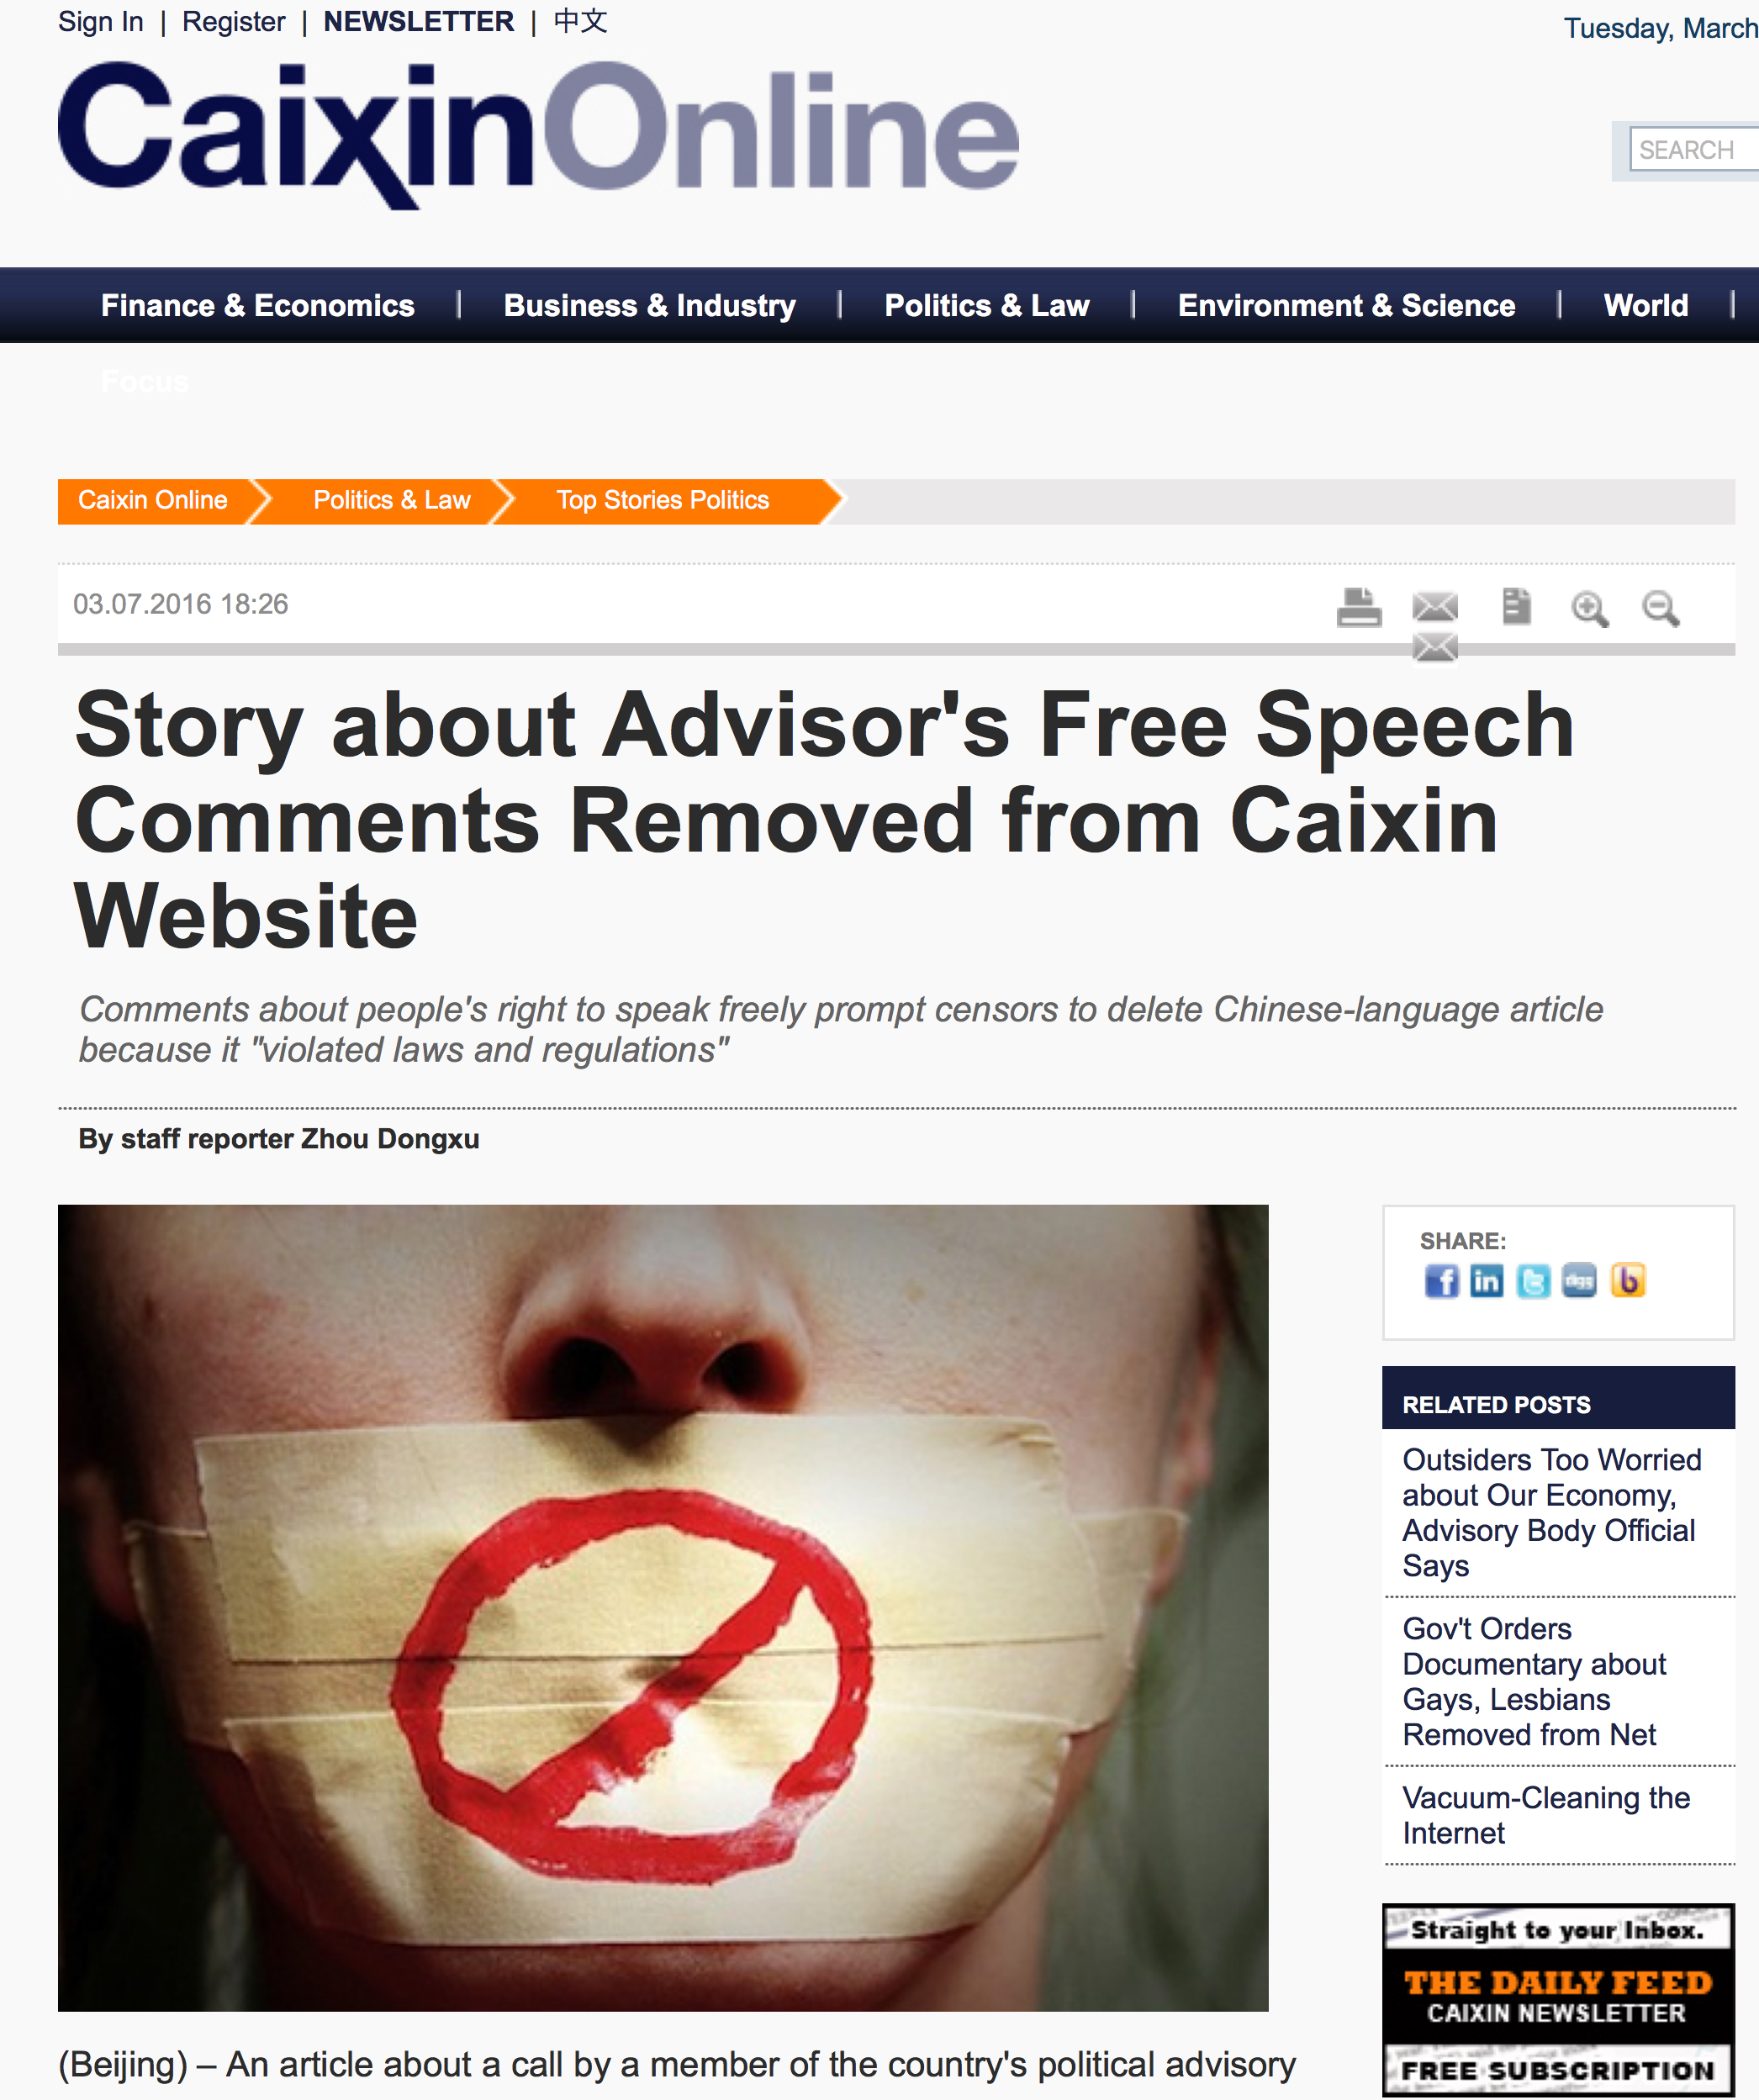 Sign In | Register | NEWSLETTER | 中文
Tuesday, March
CaixinOnline
SEARCH
Finance & Economics | Business & Industry | Politics & Law | Environment & Science | World |
Focus
Caixin Online
Politics & Law
Top Stories Politics
03.07.2016 18:26
Story about Advisor's Free Speech
Comments Removed from Caixin
Website
Comments about people's right to speak freely prompt censors to delete Chinese-language article
because it "violated laws and regulations"
By staff reporter Zhou Dongxu
(Beijing) – An article about a call by a member of the country's political advisory
SHARE:
f in t digg b
RELATED POSTS
Outsiders Too Worried
about Our Economy,
Advisory Body Official
Says
Gov't Orders
Documentary about
Gays, Lesbians
Removed from Net
Vacuum-Cleaning the
Internet
Straight to your Inbox.
THE DAILY FEED
CAIXIN NEWSLETTER
FREE SUBSCRIPTION